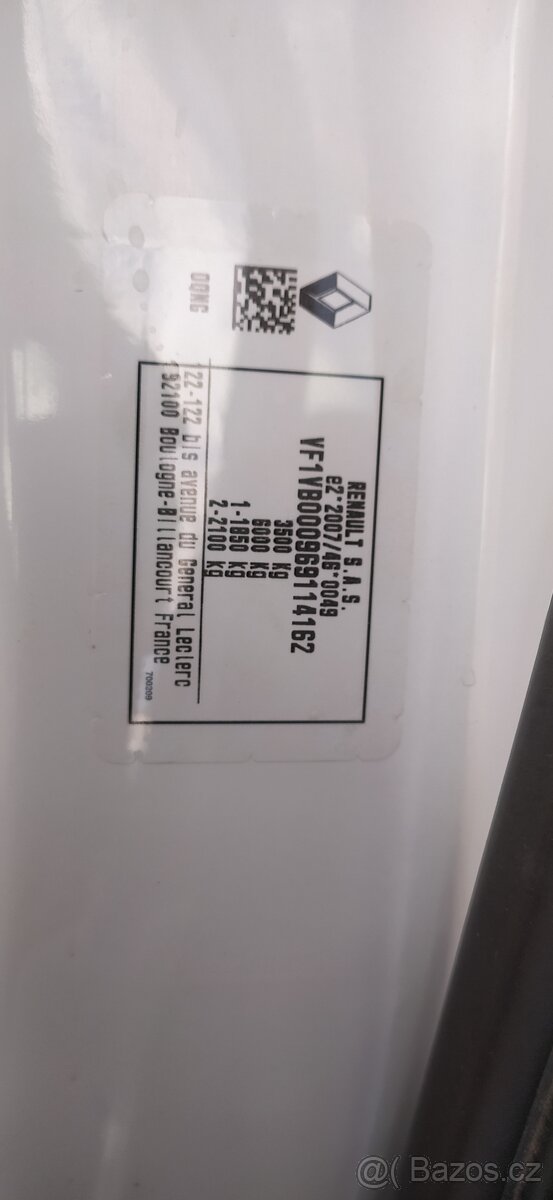 RENAULT S.A.S.
e2*2007/46*0049
VF1VB000969114162
3500 kg
6000 kg
1-1850 kg
2-2100 kg
122-122 bis avenue du General Leclerc
92100 Boulogne-Billancourt France
700209
@ Bazos.cz